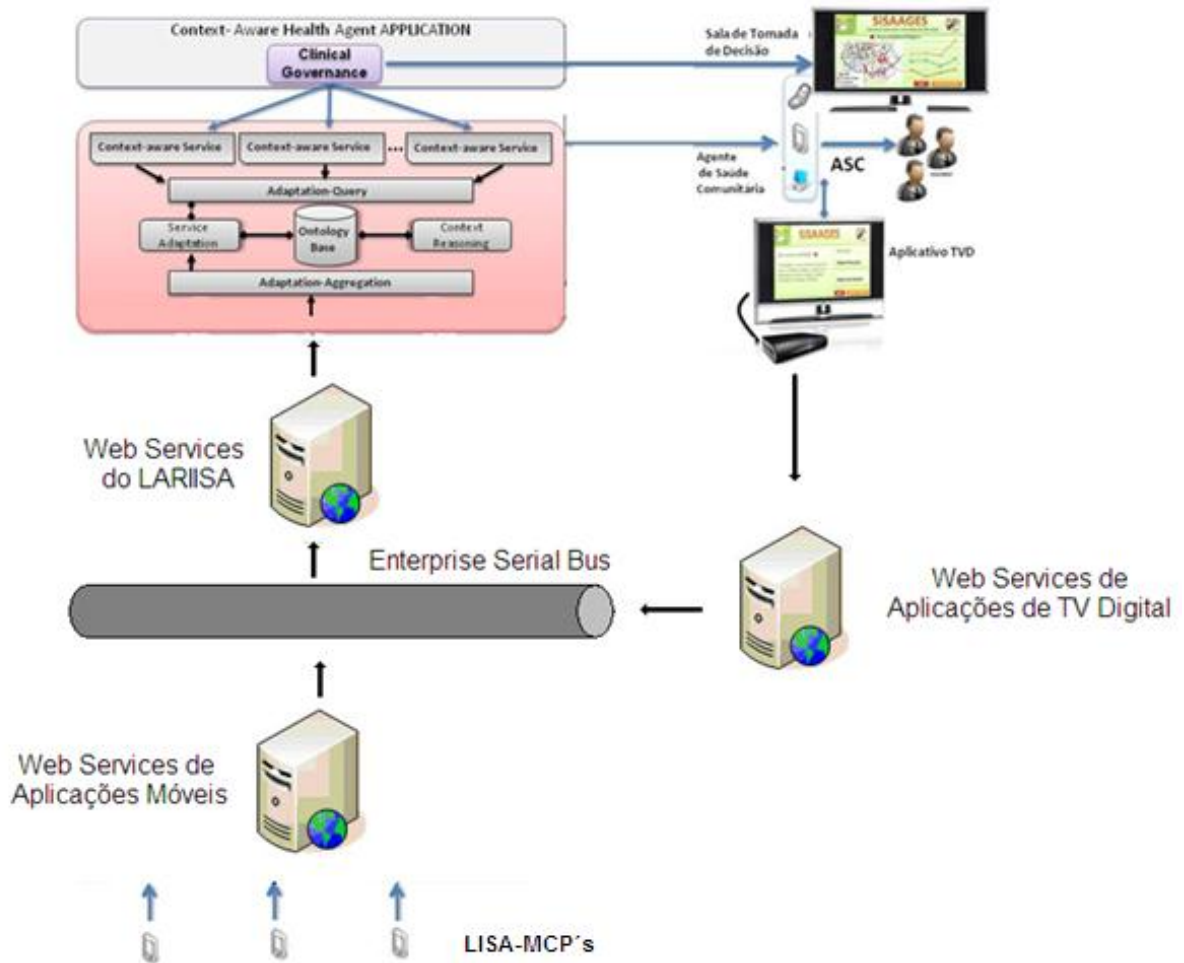 Context- Aware Health Agent APPLICATION
Clinical
Governance
Sala de Tomada
de Decisão
SISAAGES
Context-aware Service
Context-aware Service
...
Context-aware Service
Adaptation-Query
Service
Adaptation
Ontology
Base
Context
Reasoning
Adaptation-Aggregation
Agente
de Saúde
Comunitária
ASC
SISAAGES
Aplicativo TVD
Web Services
do LARIISA
Enterprise Serial Bus
Web Services de
Aplicações de TV Digital
Web Services de
Aplicações Móveis
LISA-MCP´s